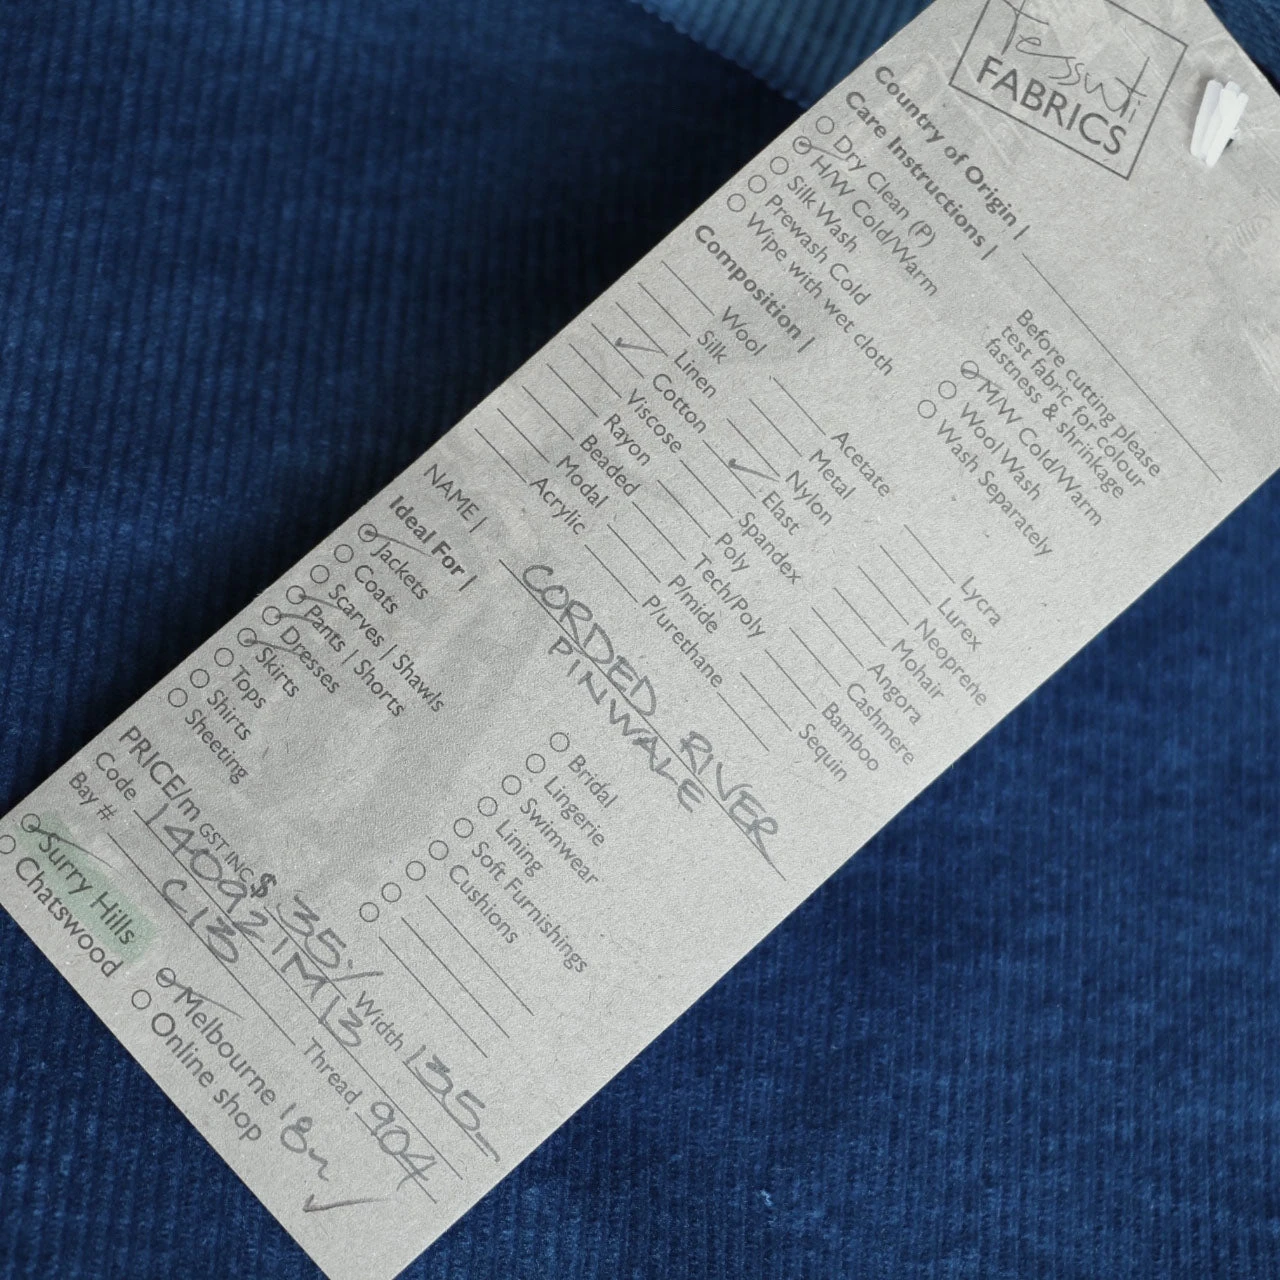 Tessuti
FABRICS
Country of Origin |
Care Instructions |
Dry Clean (P)
H/W Cold/Warm
Silk Wash
Prewash Cold
Wipe with wet cloth
Before cutting please
test fabric for colour
fastness & shrinkage
M/W Cold/Warm
Wool Wash
Wash Separately
Composition |
Wool
Silk
Linen
Cotton
Viscose
Rayon
Beaded
Modal
Acrylic
Acetate
Metal
Nylon
Elast
Spandex
Poly
Tech/Poly
P/mide
P/urethane
Lycra
Lurex
Neoprene
Mohair
Angora
Cashmere
Bamboo
Sequin
NAME | CORDED RIVER
PINWALE
Ideal For |
Jackets
Coats
Scarves | Shawls
Pants | Shorts
Dresses
Skirts
Tops
Shirts
Sheeting
Bridal
Lingerie
Swimwear
Lining
Soft Furnishings
Cushions
PRICE/m GST INC. $ 35 Width 135
Code 140921M13 Thread 904
Bay # C13
Surry Hills
Chatswood
Melbourne 18m
Online shop